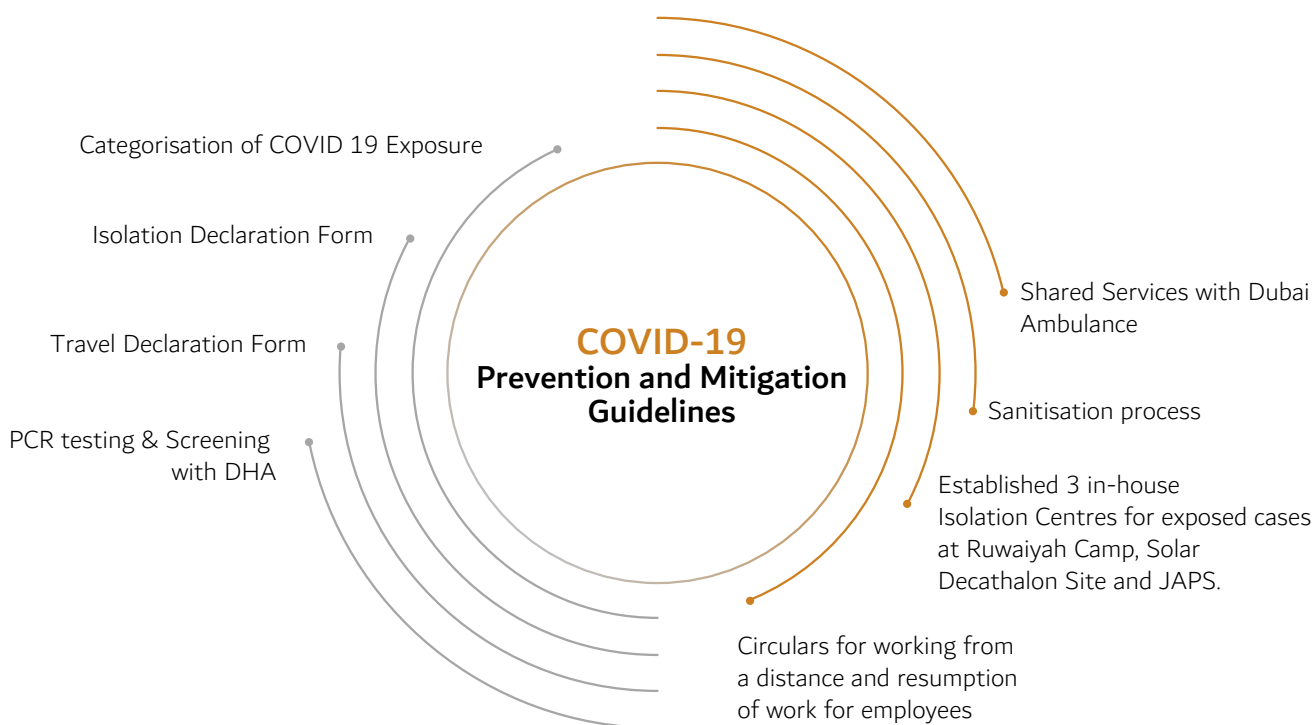 Categorisation of COVID 19 Exposure
Isolation Declaration Form
Travel Declaration Form
PCR testing & Screening
with DHA
COVID-19
Prevention and Mitigation
Guidelines
Shared Services with Dubai
Ambulance
Sanitisation process
Established 3 in-house
Isolation Centres for exposed cases
at Ruwaiyah Camp, Solar
Decathalon Site and JAPS.
Circulars for working from
a distance and resumption
of work for employees